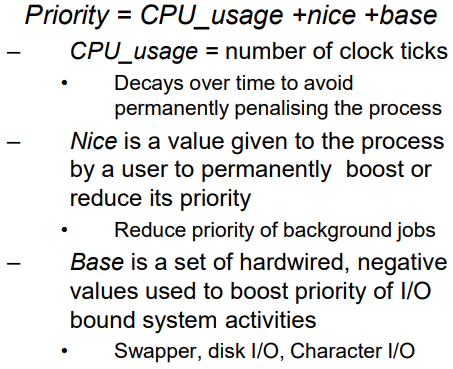 Priority = CPU_usage +nice +base
– CPU_usage = number of clock ticks
• Decays over time to avoid
permanently penalising the process
– Nice is a value given to the process
by a user to permanently boost or
reduce its priority
• Reduce priority of background jobs
– Base is a set of hardwired, negative
values used to boost priority of I/O
bound system activities
• Swapper, disk I/O, Character I/O